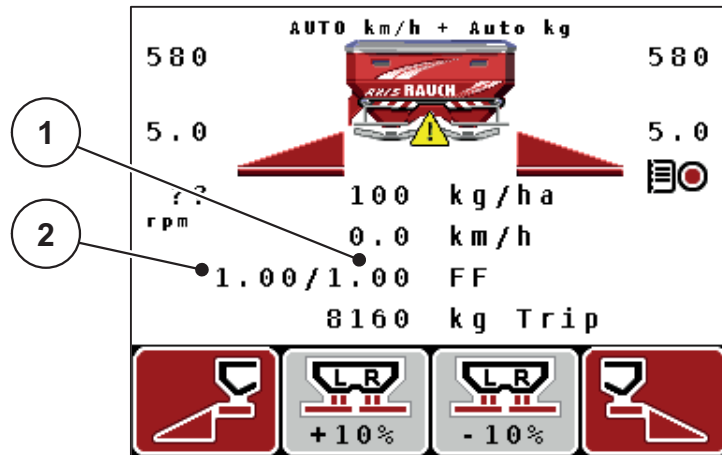 AUTO km/h + Auto kg
580 580
AXIS RAUCH
1
5.0 5.0
!
?? 100 kg/ha
rpm
2
0.0 km/h
1.00/1.00 FF
8160 kg Trip
L R L R
+10% -10%